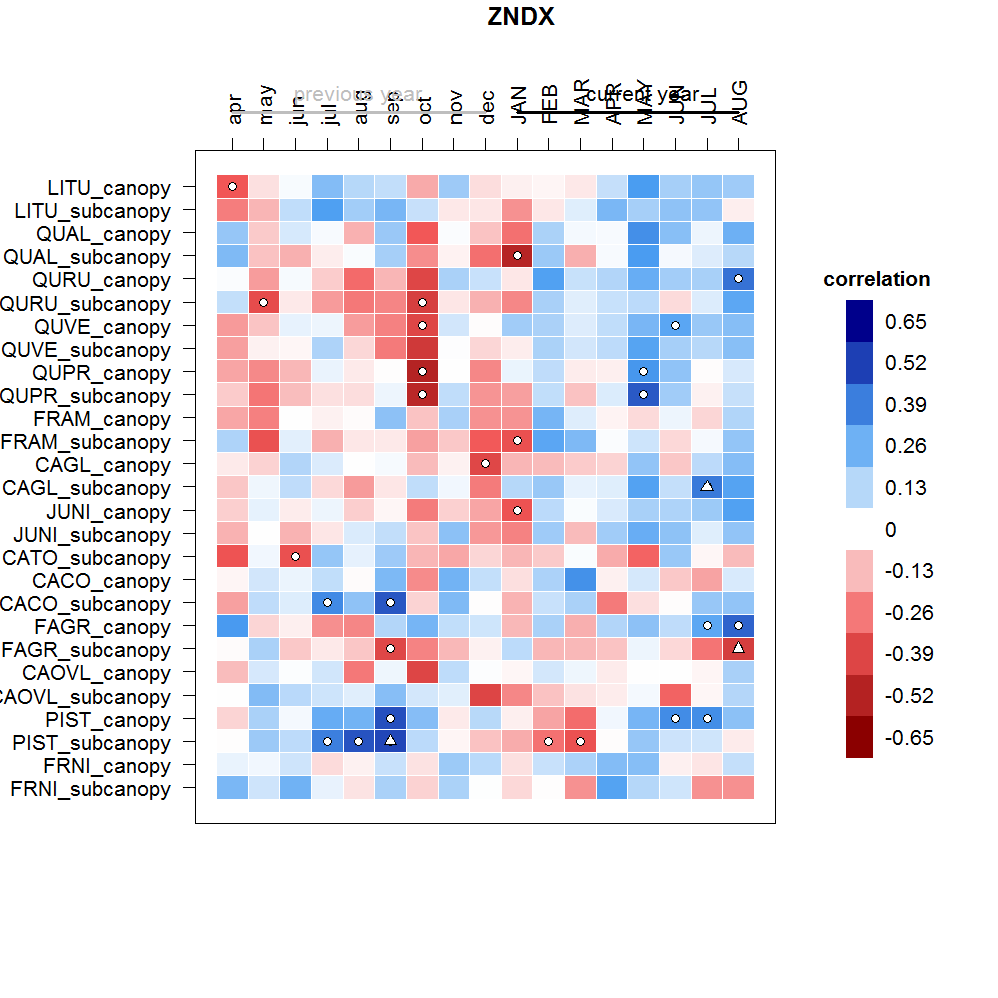 ZNDX
previous year
current year
apr may jun jul aug sep oct nov dec JAN FEB MAR APR MAY JUN JUL AUG
LITU_canopy
LITU_subcanopy
QUAL_canopy
QUAL_subcanopy
QURU_canopy
QURU_subcanopy
QUVE_canopy
QUVE_subcanopy
QUPR_canopy
QUPR_subcanopy
FRAM_canopy
FRAM_subcanopy
CAGL_canopy
CAGL_subcanopy
JUNI_canopy
JUNI_subcanopy
CATO_subcanopy
CACO_canopy
CACO_subcanopy
FAGR_canopy
FAGR_subcanopy
CAOVL_canopy
CAOVL_subcanopy
PIST_canopy
PIST_subcanopy
FRNI_canopy
FRNI_subcanopy
correlation
0.65
0.52
0.39
0.26
0.13
0
-0.13
-0.26
-0.39
-0.52
-0.65